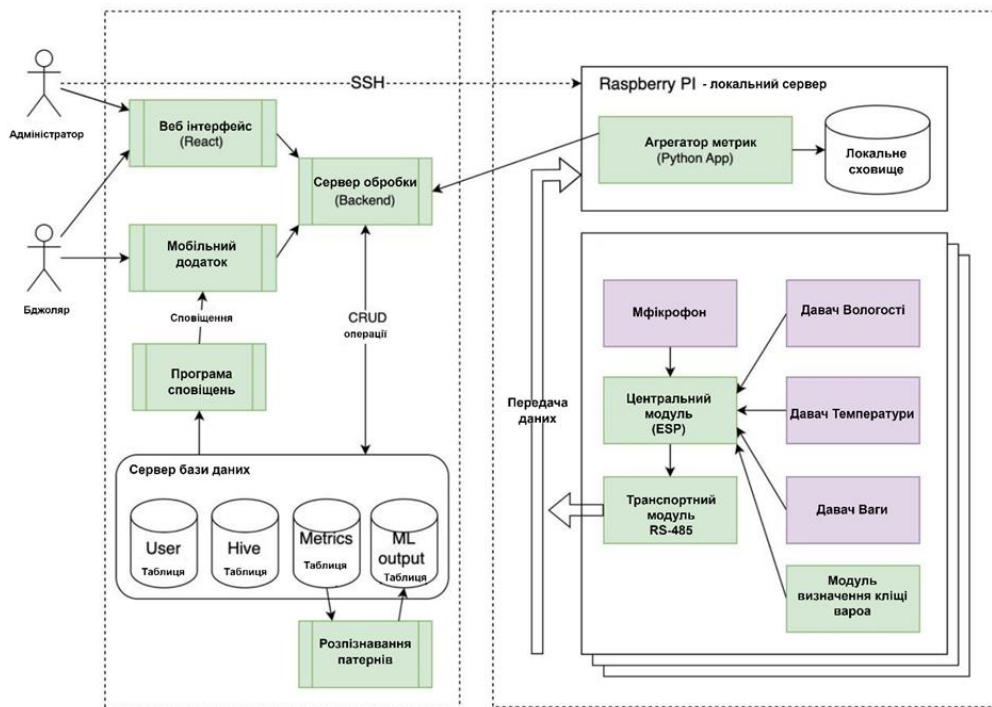 SSH
Адміністратор
Веб інтерфейс
(React)
Сервер обробки
(Backend)
Мобільний
додаток
Бджоляр
Сповіщення
CRUD
операції
Програма
сповіщень
Сервер бази даних
User
Таблиця
Hive
Таблиця
Metrics
Таблиця
ML
output
Таблиця
Розпізнавання
патернів
Raspberry PI - локальний сервер
Агрегатор метрик
(Python App)
Локальне
сховище
Передача
даних
Мфікрофон
Давач Вологості
Центральний
модуль
(ESP)
Давач Температури
Транспортний
модуль
RS-485
Давач Ваги
Модуль
визначення кліщі
вароа